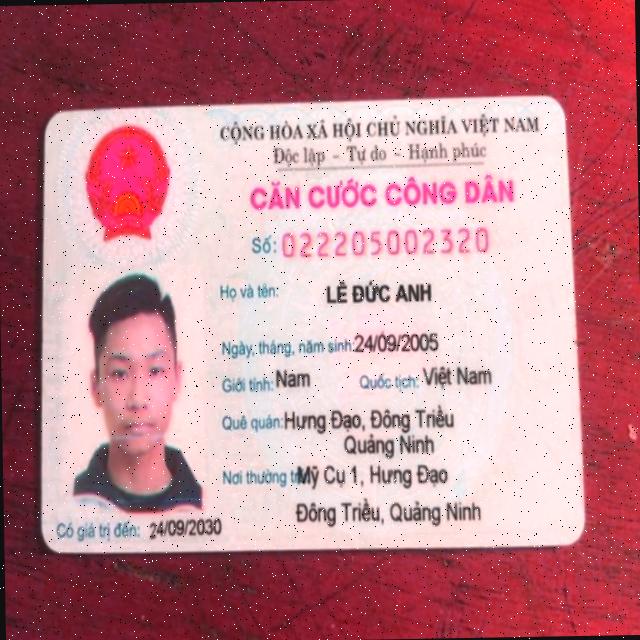 CỘNG HÒA XÃ HỘI CHỦ NGHĨA VIỆT NAM
Độc lập - Tự do - Hạnh phúc
CĂN CƯỚC CÔNG DÂN
Số: 022205002320
Họ và tên: LÊ ĐỨC ANH
Ngày, tháng, năm sinh: 24/09/2005
Giới tính: Nam Quốc tịch: Việt Nam
Quê quán: Hưng Đạo, Đông Triều
Quảng Ninh
Nơi thường trú: Mỹ Cụ 1, Hưng Đạo
Đông Triều, Quảng Ninh
Có giá trị đến: 24/09/2030